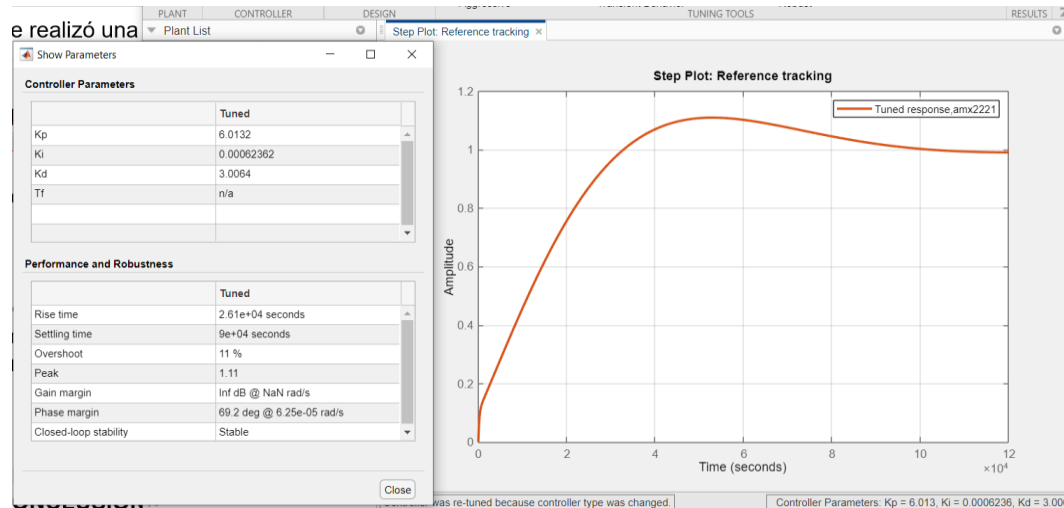 PLANT CONTROLLER DESIGN TUNING TOOLS RESULTS
e realizó una
Plant List
Step Plot: Reference tracking ×
Show Parameters
Controller Parameters
Tuned
Kp 6.0132
Ki 0.00062362
Kd 3.0064
Tf n/a
Performance and Robustness
Tuned
Rise time 2.61e+04 seconds
Settling time 9e+04 seconds
Overshoot 11 %
Peak 1.11
Gain margin Inf dB @ NaN rad/s
Phase margin 69.2 deg @ 6.25e-05 rad/s
Closed-loop stability Stable
Close
Step Plot: Reference tracking
Tuned response,amx2221
Amplitude
1.2
1
0.8
0.6
0.4
0.2
0
0 2 4 6 8 10 12
Time (seconds)
×10⁴
was re-tuned because controller type was changed.
Controller Parameters: Kp = 6.013, Ki = 0.0006236, Kd = 3.00